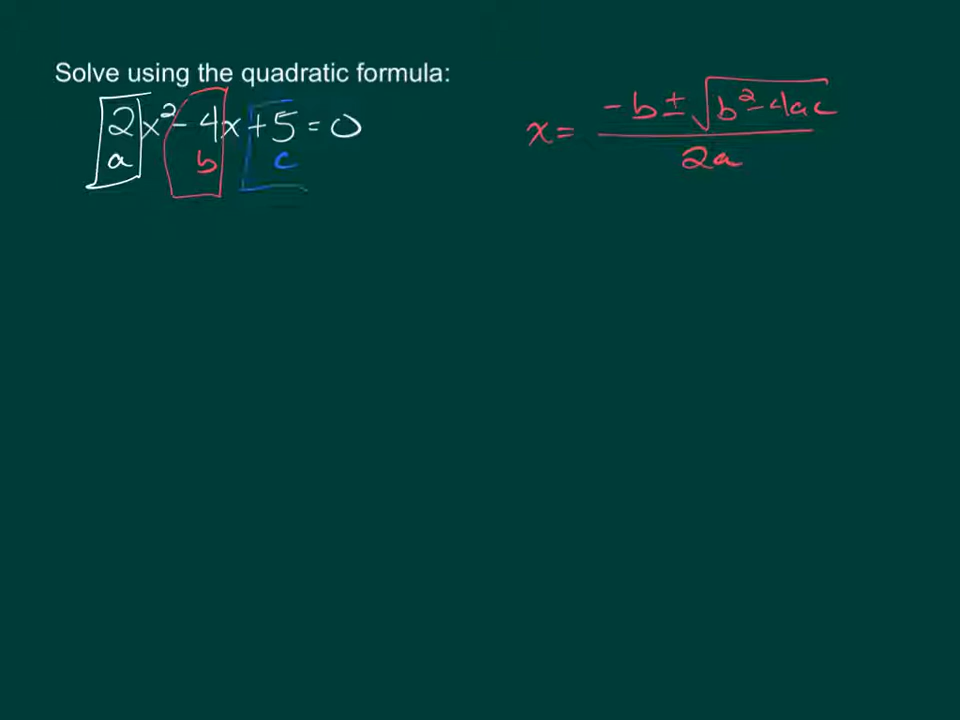 Solve using the quadratic formula:
2x² - 4x + 5 = 0
a b c
x = (-b ± √(b² - 4ac)) / 2a